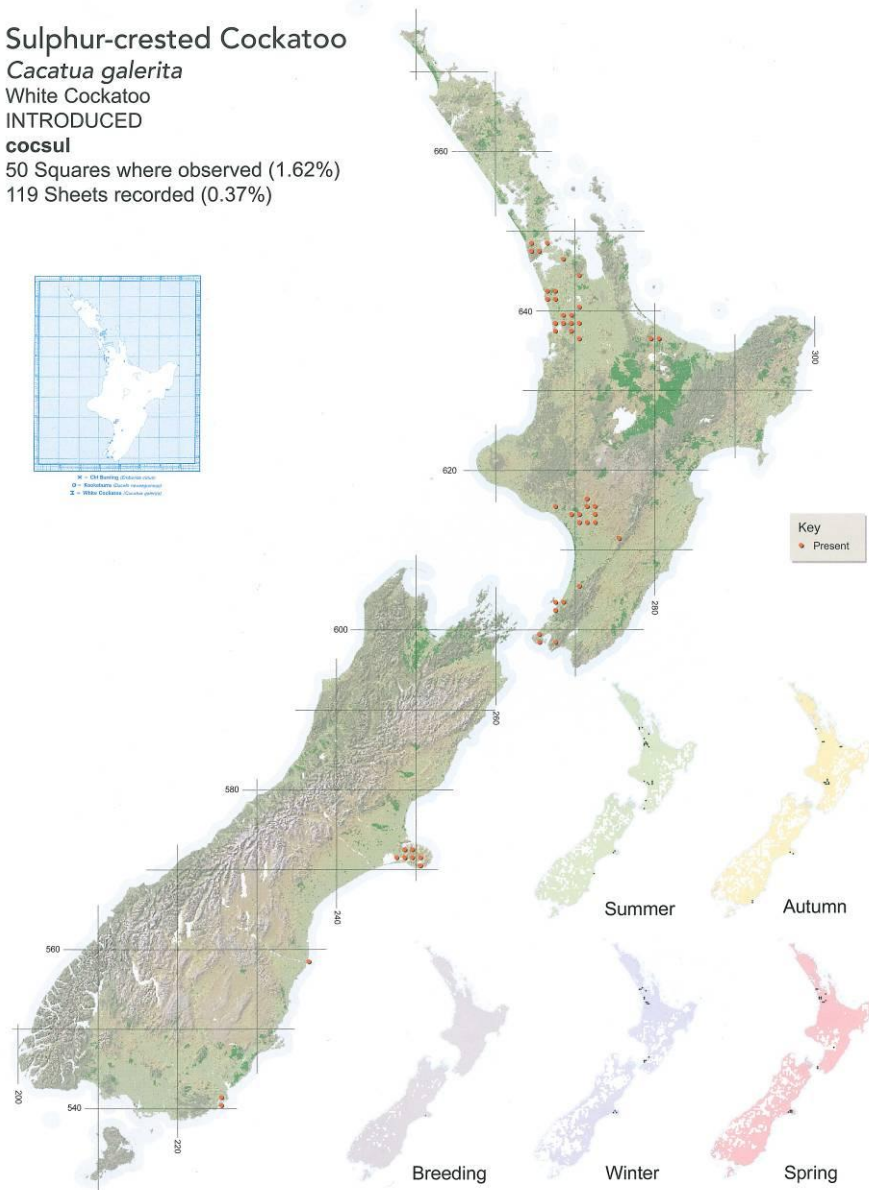 Sulphur-crested Cockatoo
Cacatua galerita
White Cockatoo
INTRODUCED
cocsul
50 Squares where observed (1.62%)
119 Sheets recorded (0.37%)
660
640
300
620
Key
Present
280
600
260
580
240
560
200
540
220
Summer
Autumn
Breeding
Winter
Spring